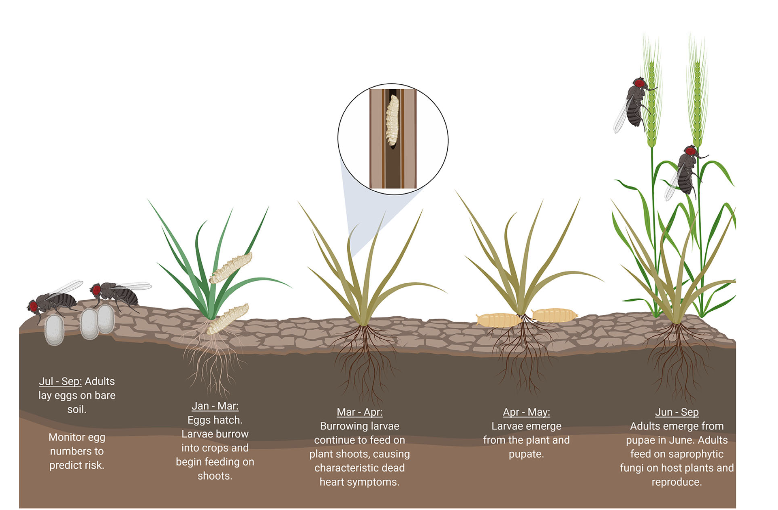 Jul - Sep: Adults
lay eggs on bare
soil.
Monitor egg
numbers to
predict risk.
Jan - Mar:
Eggs hatch.
Larvae burrow
into crops and
begin feeding on
shoots.
Mar - Apr:
Burrowing larvae
continue to feed on
plant shoots, causing
characteristic dead
heart symptoms.
Apr - May:
Larvae emerge
from the plant and
pupate.
Jun - Sep
Adults emerge from
pupae in June. Adults
feed on saprophytic
fungi on host plants and
reproduce.